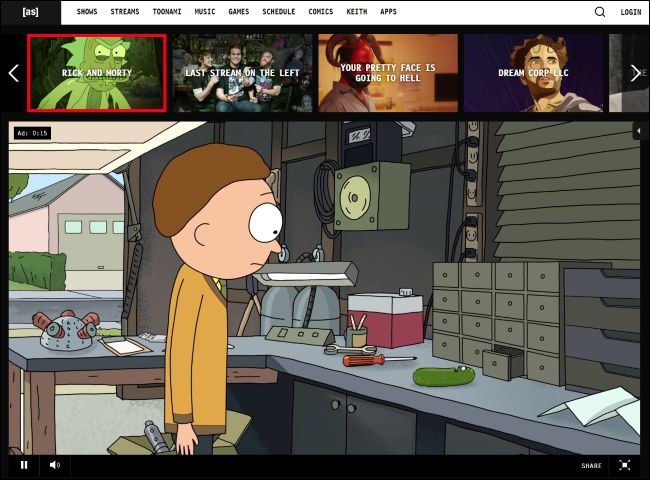 [as] SHOWS STREAMS TOONAMI MUSIC GAMES SCHEDULE COMICS KEITH APPS LOGIN
RICK AND MORTY
LAST STREAM ON THE LEFT
YOUR PRETTY FACE IS
GOING TO HELL
DREAM CORP LLC
Ad: 0:15
SHARE